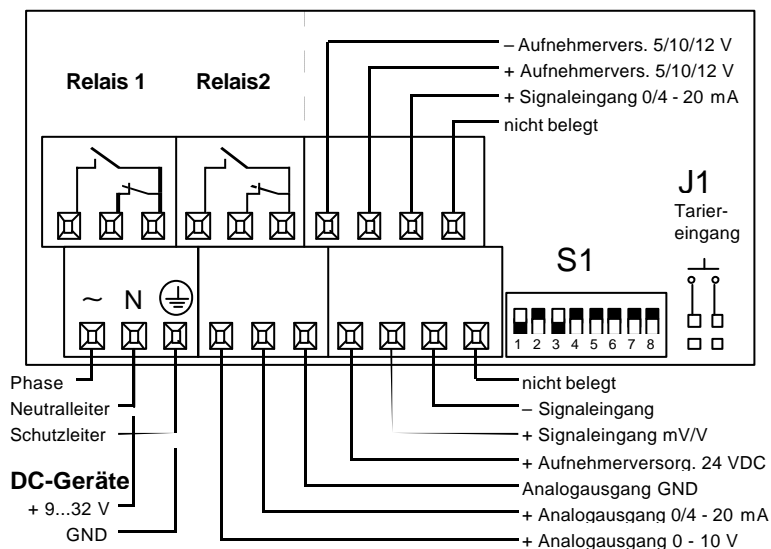 – Aufnehmervers. 5/10/12 V
+ Aufnehmervers. 5/10/12 V
+ Signaleingang 0/4 - 20 mA
nicht belegt
Relais 1
Relais2
J1
Tarier-
eingang
S1
~ N
1 2 3 4 5 6 7 8
Phase
Neutralleiter
Schutzleiter
DC-Geräte
+ 9...32 V
GND
nicht belegt
– Signaleingang
+ Signaleingang mV/V
+ Aufnehmerversorg. 24 VDC
Analogausgang GND
+ Analogausgang 0/4 - 20 mA
+ Analogausgang 0 - 10 V